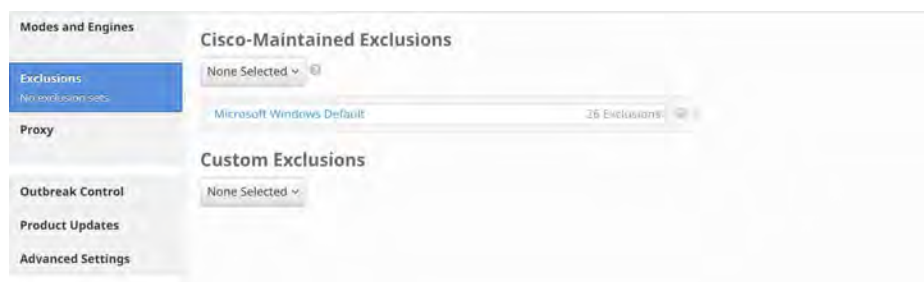 Modes and Engines
Exclusions
No exclusion sets
Proxy
Outbreak Control
Product Updates
Advanced Settings
Cisco-Maintained Exclusions
None Selected
Microsoft Windows Default
26 Exclusions
Custom Exclusions
None Selected